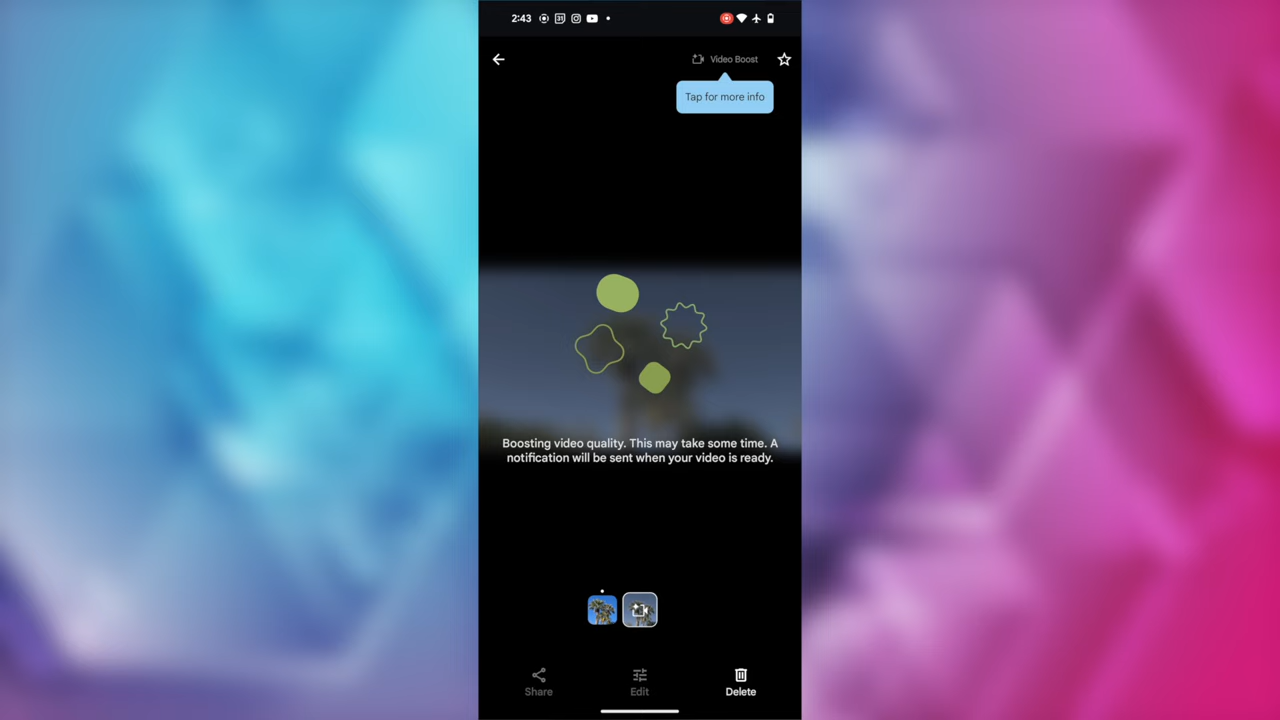 2:43
31
Video Boost
Tap for more info
Boosting video quality. This may take some time. A
notification will be sent when your video is ready.
Share
Edit
Delete